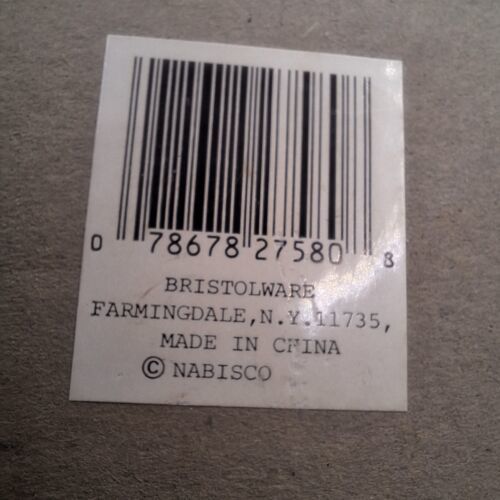 0 78678 27580 8
BRISTOLWARE
FARMINGDALE,N.Y.11735,
MADE IN CHINA
© NABISCO